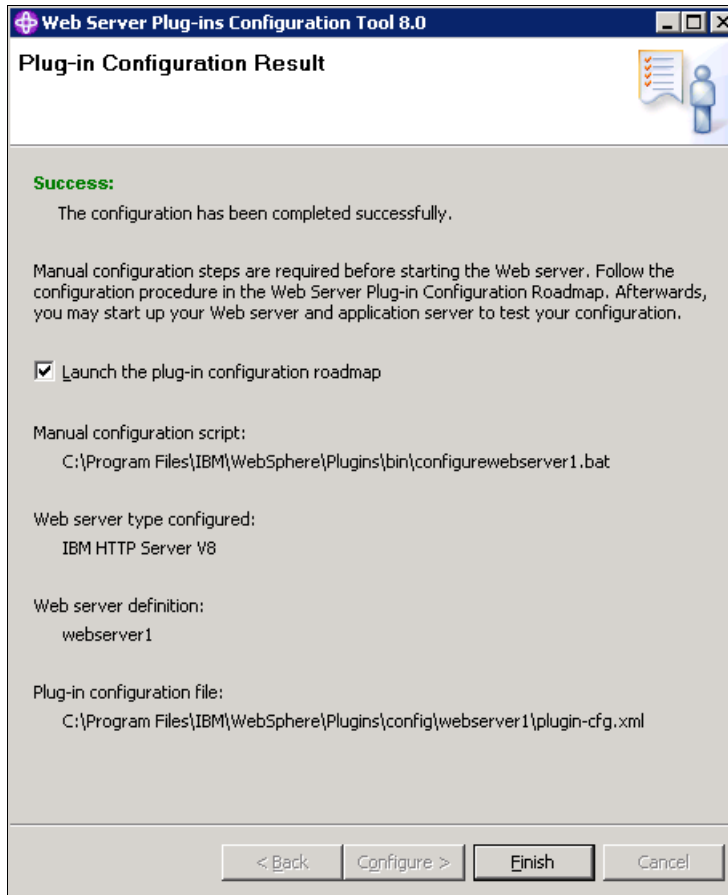 Web Server Plug-ins Configuration Tool 8.0
Plug-in Configuration Result
Success:
The configuration has been completed successfully.
Manual configuration steps are required before starting the Web server. Follow the
configuration procedure in the Web Server Plug-in Configuration Roadmap. Afterwards,
you may start up your Web server and application server to test your configuration.
Launch the plug-in configuration roadmap
Manual configuration script:
C:\Program Files\IBM\WebSphere\Plugins\bin\configurewebserver1.bat
Web server type configured:
IBM HTTP Server V8
Web server definition:
webserver1
Plug-in configuration file:
C:\Program Files\IBM\WebSphere\Plugins\config\webserver1\plugin-cfg.xml
< Back Configure > Finish Cancel